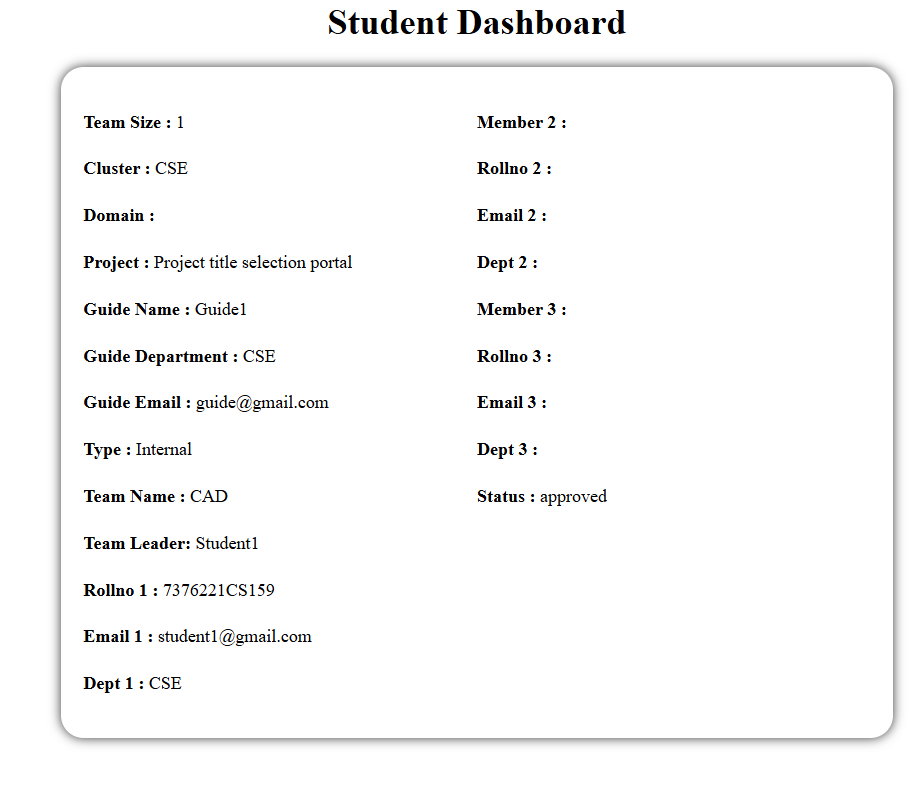 Student Dashboard
Team Size : 1
Cluster : CSE
Domain :
Project : Project title selection portal
Guide Name : Guide1
Guide Department : CSE
Guide Email : guide@gmail.com
Type : Internal
Team Name : CAD
Team Leader: Student1
Rollno 1 : 7376221CS159
Email 1 : student1@gmail.com
Dept 1 : CSE
Member 2 :
Rollno 2 :
Email 2 :
Dept 2 :
Member 3 :
Rollno 3 :
Email 3 :
Dept 3 :
Status : approved